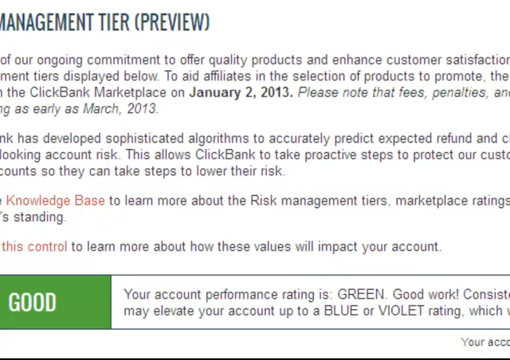 MANAGEMENT TIER (PREVIEW)
of our ongoing commitment to offer quality products and enhance customer satisfaction
ment tiers displayed below. To aid affiliates in the selection of products to promote, the
n the ClickBank Marketplace on January 2, 2013. Please note that fees, penalties, and
ng as early as March, 2013.
nk has developed sophisticated algorithms to accurately predict expected refund and c
looking account risk. This allows ClickBank to take proactive steps to protect our custo
counts so they can take steps to lower their risk.
e Knowledge Base to learn more about the Risk management tiers, marketplace ratings
's standing.
this control to learn more about how these values will impact your account.
GOOD
Your account performance rating is: GREEN. Good work! Consiste
may elevate your account up to a BLUE or VIOLET rating, which w
Your acco